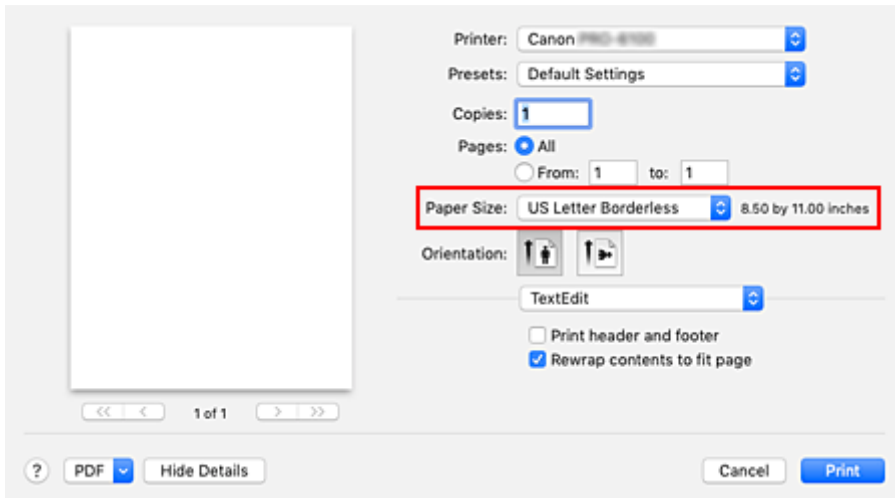 Printer: Canon
Presets: Default Settings
Copies: 1
Pages: All
From: 1 to: 1
Paper Size: US Letter Borderless 8.50 by 11.00 inches
Orientation:
TextEdit
Print header and footer
Rewrap contents to fit page
<< < 1 of 1 > >>
? PDF Hide Details Cancel Print